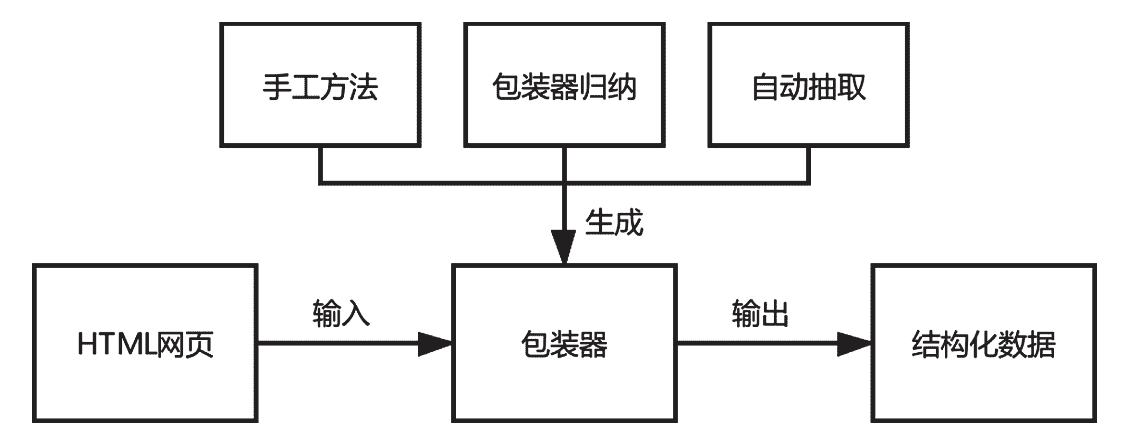 手工方法
包装器归纳
自动抽取
生成
HTML网页
输入
包装器
输出
结构化数据